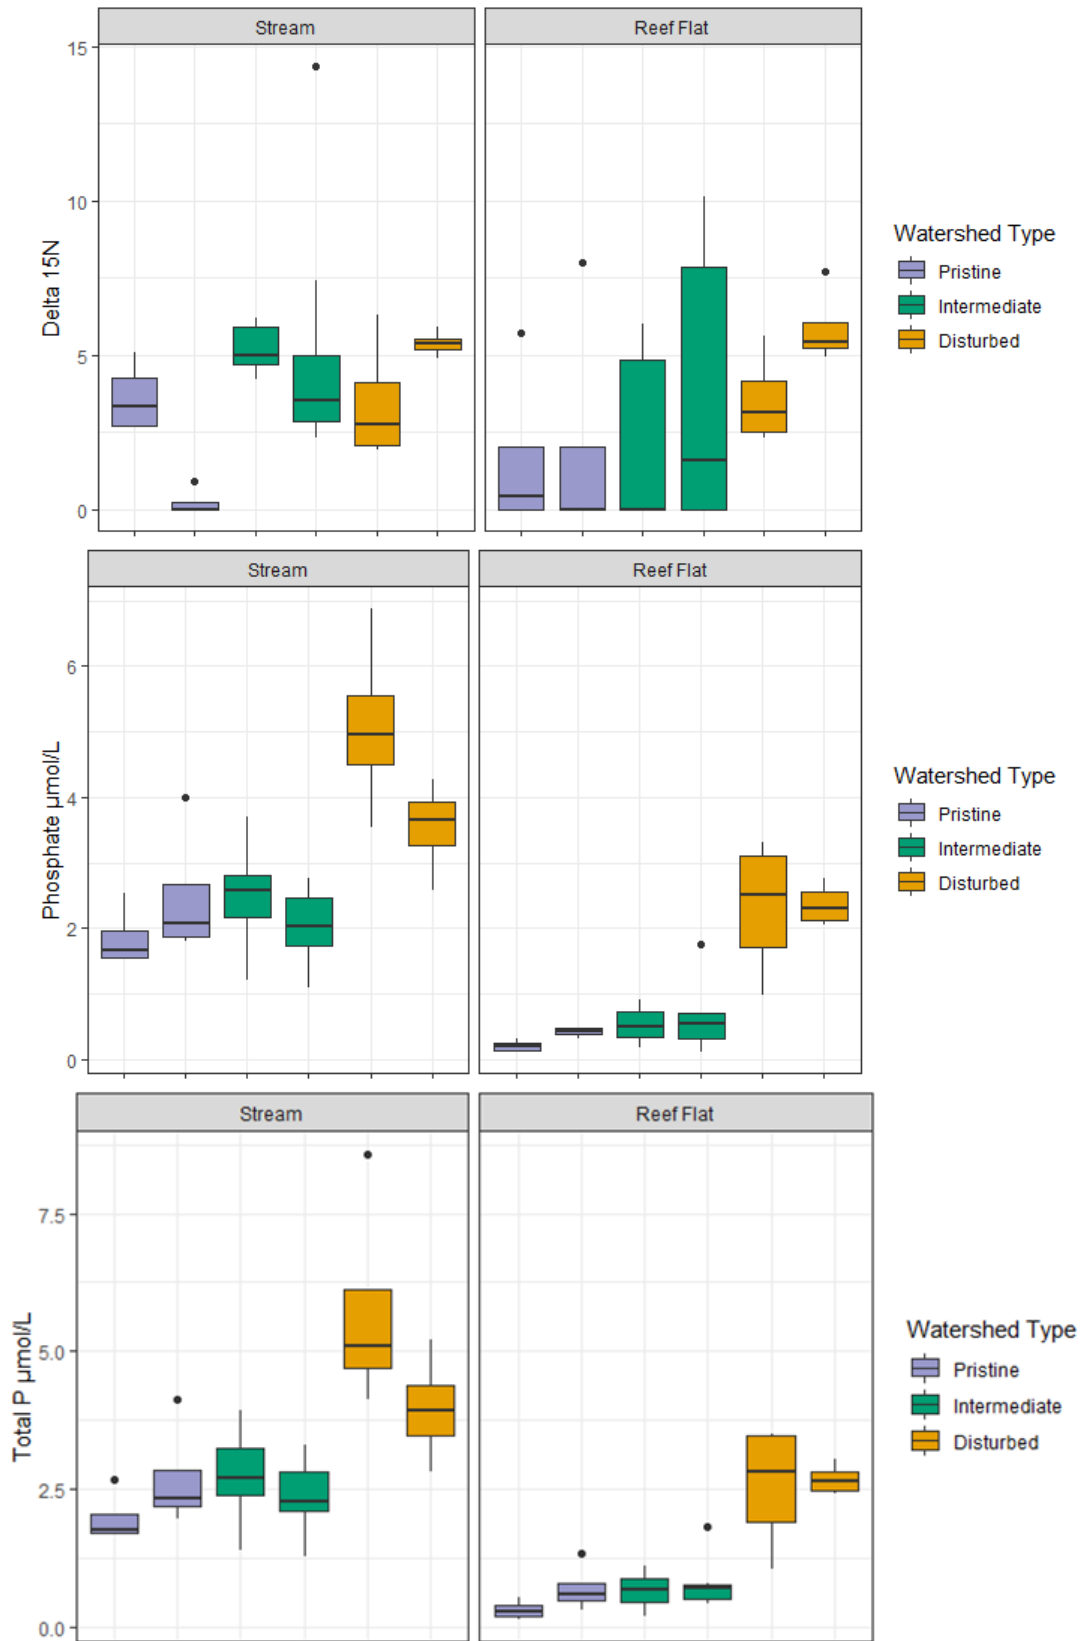 Stream
Reef Flat
15
10
5
0
Delta 15N
Watershed Type
Pristine
Intermediate
Disturbed
Stream
Reef Flat
6
4
2
0
Phosphate µmol/L
Watershed Type
Pristine
Intermediate
Disturbed
Stream
Reef Flat
7.5
5.0
2.5
0.0
Total P µmol/L
Watershed Type
Pristine
Intermediate
Disturbed